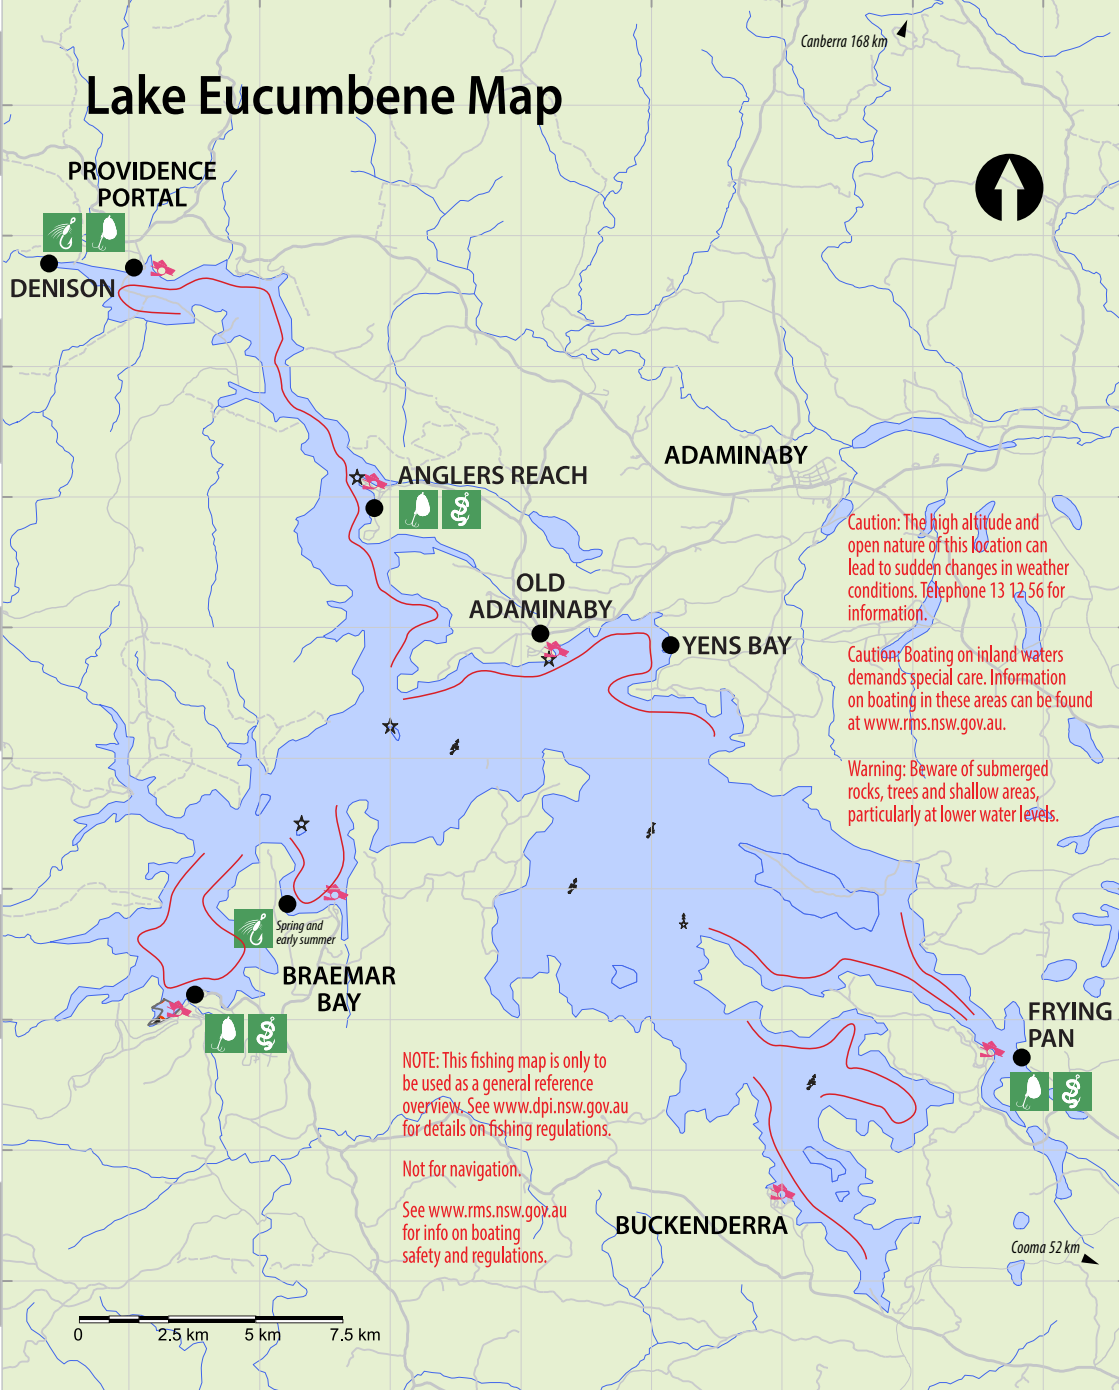 Canberra 168 km
Lake Eucumbene Map
PROVIDENCE
PORTAL
DENISON
ANGLERS REACH
ADAMINABY
OLD
ADAMINABY
YENS BAY
Caution: The high altitude and
open nature of this location can
lead to sudden changes in weather
conditions. Telephone 13 12 56 for
information.
Caution: Boating on inland waters
demands special care. Information
on boating in these areas can be found
at www.rms.nsw.gov.au.
Warning: Beware of submerged
rocks, trees and shallow areas,
particularly at lower water levels.
Spring and
early summer
BRAEMAR
BAY
FRYING
PAN
NOTE: This fishing map is only to
be used as a general reference
overview. See www.dpi.nsw.gov.au
for details on fishing regulations.
Not for navigation.
See www.rms.nsw.gov.au
for info on boating
safety and regulations.
BUCKENDERRA
Cooma 52 km
0 2.5 km 5 km 7.5 km